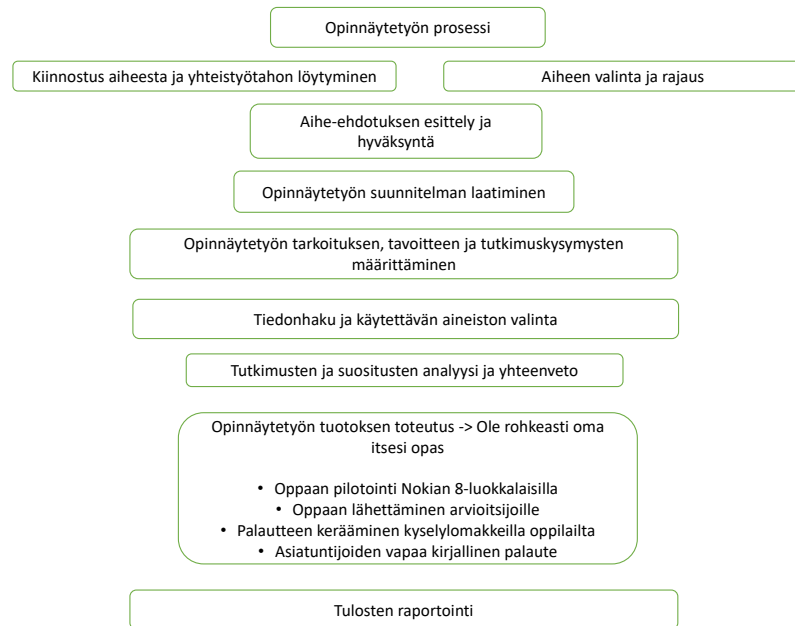 Opinnäytetyön prosessi
Kiinnostus aiheesta ja yhteistyötahon löytyminen
Aiheen valinta ja rajaus
Aihe-ehdotuksen esittely ja
hyväksyntä
Opinnäytetyön suunnitelman laatiminen
Opinnäytetyön tarkoituksen, tavoitteen ja tutkimuskysymysten
määrittäminen
Tiedonhaku ja käytettävän aineiston valinta
Tutkimusten ja suositusten analyysi ja yhteenveto
Opinnäytetyön tuotoksen toteutus -> Ole rohkeasti oma
itsesi opas
• Oppaan pilotointi Nokian 8-luokkalaisilla
• Oppaan lähettäminen arvioitsijoille
• Palautteen kerääminen kyselylomakkeilla oppilailta
• Asiatuntijoiden vapaa kirjallinen palaute
Tulosten raportointi